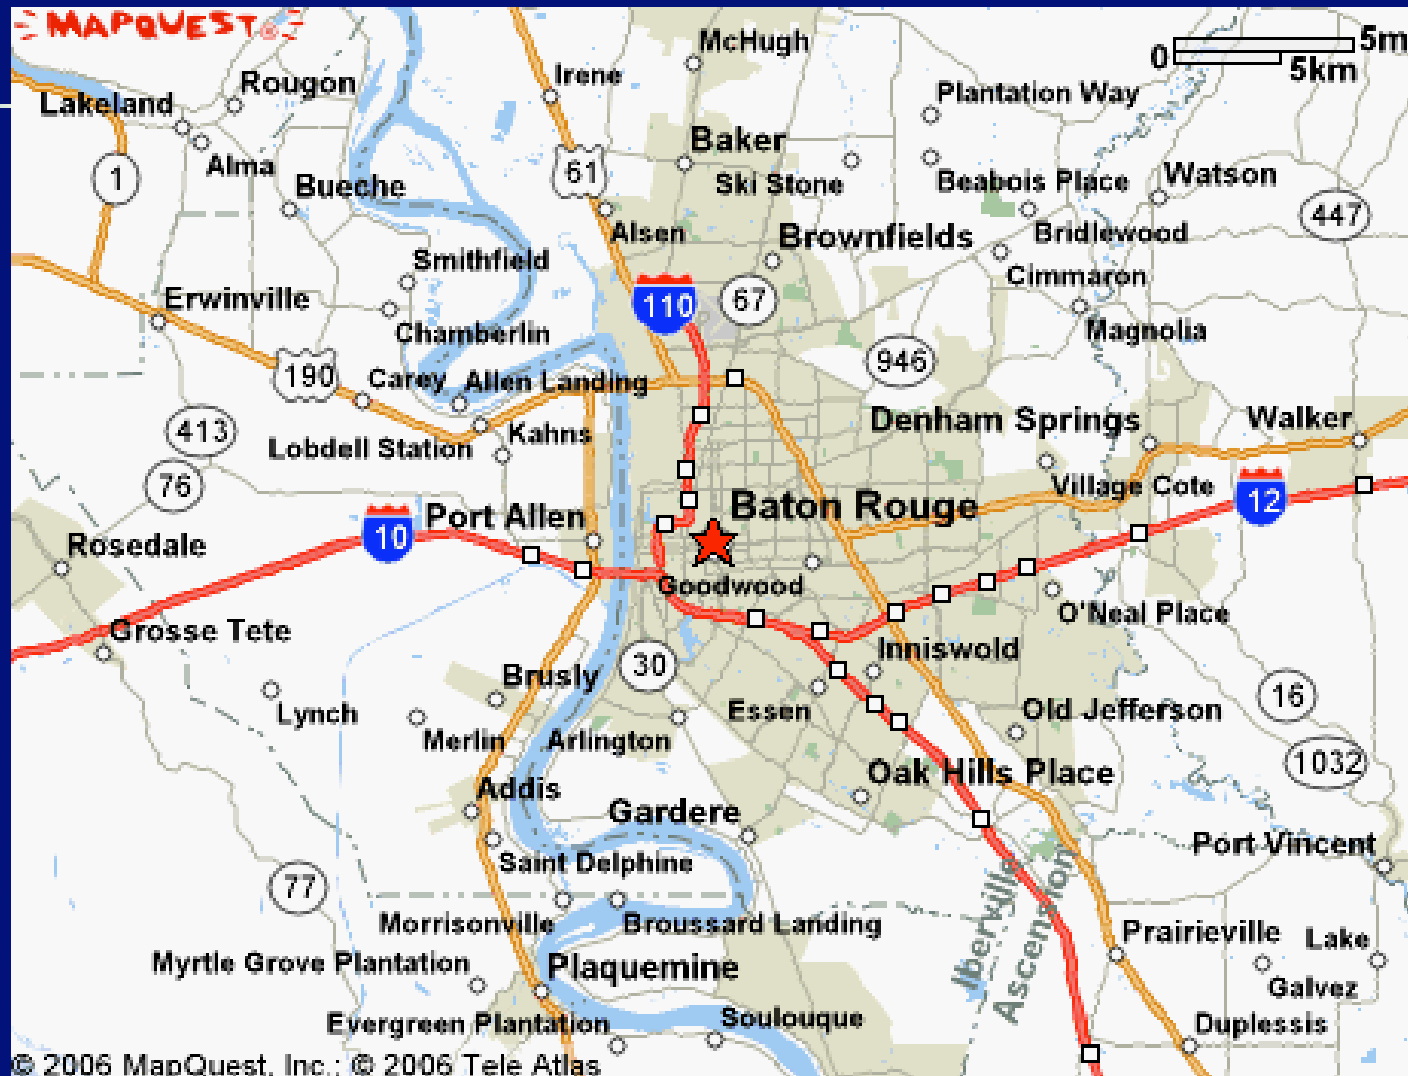 MAPQUEST®
McHugh
0
5m
5km
Irene
Rougon
Lakeland
Plantation Way
Baker
61
1
Alma
Bueche
Ski Stone
Beabois Place
Watson
447
Alsen
Brownfields
Bridlewood
Smithfield
Cimmaron
Erwinville
110
67
Chamberlin
Magnolia
190
Carey
Allen Landing
946
413
Lobdell Station
Kahns
Denham Springs
Walker
76
Village Cote
12
Port Allen
10
Baton Rouge
Rosedale
Goodwood
O'Neal Place
Grosse Tete
30
Inniswold
Brusly
16
Lynch
Essen
Old Jefferson
Merlin
Arlington
1032
Addis
Oak Hills Place
Gardere
Port Vincent
Saint Delphine
77
Iberville
Ascension
Morrisonville
Broussard Landing
Prairieville
Lake
Myrtle Grove Plantation
Plaquemine
Galvez
Evergreen Plantation
Soulouque
Duplessis
© 2006 MapQuest, Inc.; © 2006 Tele Atlas